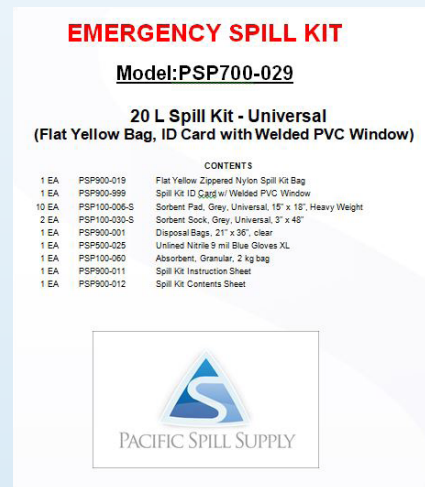 EMERGENCY SPILL KIT
Model:PSP700-029
20 L Spill Kit - Universal
(Flat Yellow Bag, ID Card with Welded PVC Window)
CONTENTS
1 EA PSP900-019 Flat Yellow Zippered Nylon Spill Kit Bag
1 EA PSP900-999 Spill Kit ID Card w/ Welded PVC Window
10 EA PSP100-006-S Sorbent Pad, Grey, Universal, 15" x 18", Heavy Weight
2 EA PSP100-030-S Sorbent Sock, Grey, Universal, 3" x 48"
1 EA PSP900-001 Disposal Bags, 21" x 36", clear
1 EA PSP500-025 Unlined Nitrile 9 mil Blue Gloves XL
1 EA PSP100-060 Absorbent, Granular, 2 kg bag
1 EA PSP900-011 Spill Kit Instruction Sheet
1 EA PSP900-012 Spill Kit Contents Sheet
S
PACIFIC SPILL SUPPLY